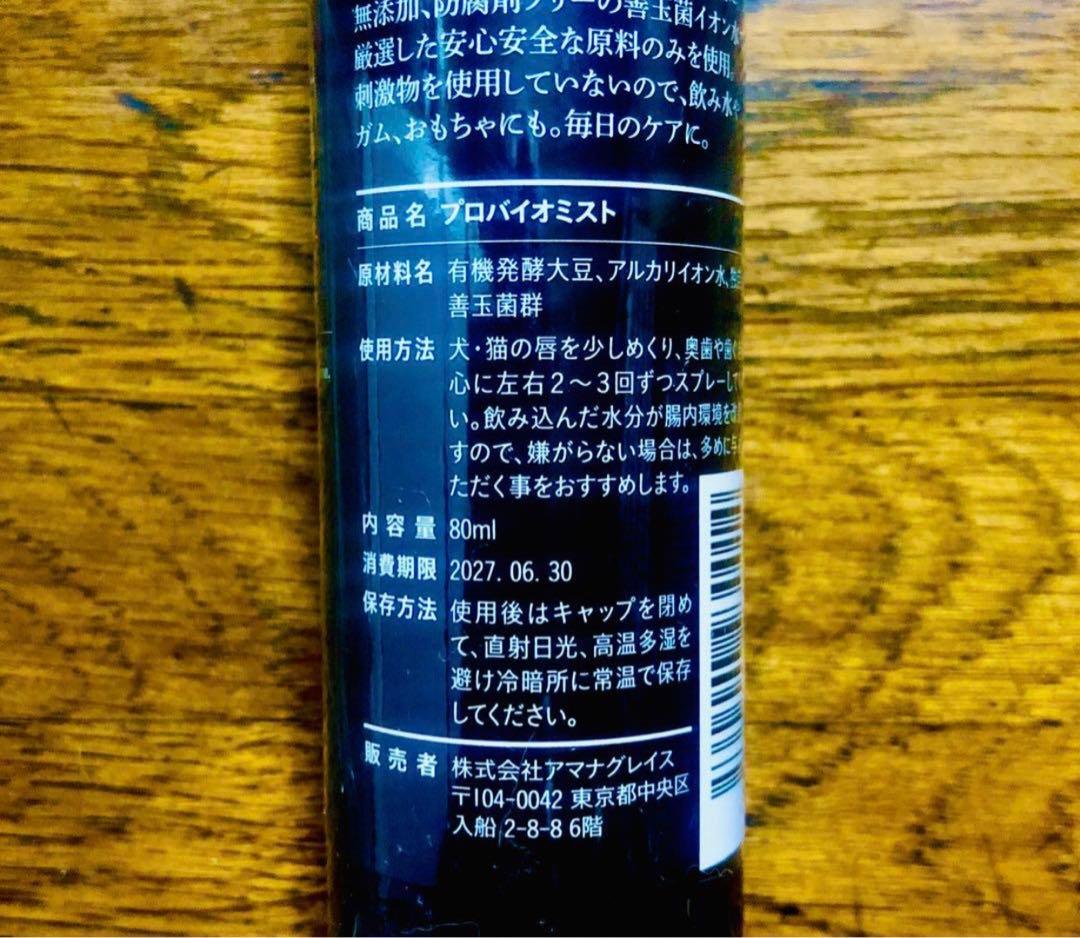 無添加、防腐剤フリーの善玉菌イオン水
厳選した安心安全な原料のみを使用。
刺激物を使用していないので、飲み水や
ガム、おもちゃにも。毎日のケアに。
商品名 プロバイオミスト
原材料名 有機発酵大豆、アルカリイオン水、
善玉菌群
使用方法 犬・猫の唇を少しめくり、奥歯や歯ぐ
心に左右2〜3回ずつスプレーして
い。飲み込んだ水分が腸内環境を改
すので、嫌がらない場合は、多めに与
ただく事をおすすめします。
内容量 80ml
消費期限 2027. 06. 30
保存方法 使用後はキャップを閉め
て、直射日光、高温多湿を
避け冷暗所に常温で保存
してください。
販売者 株式会社アマナグレイス
〒104-0042 東京都中央区
入船 2-8-8 6階